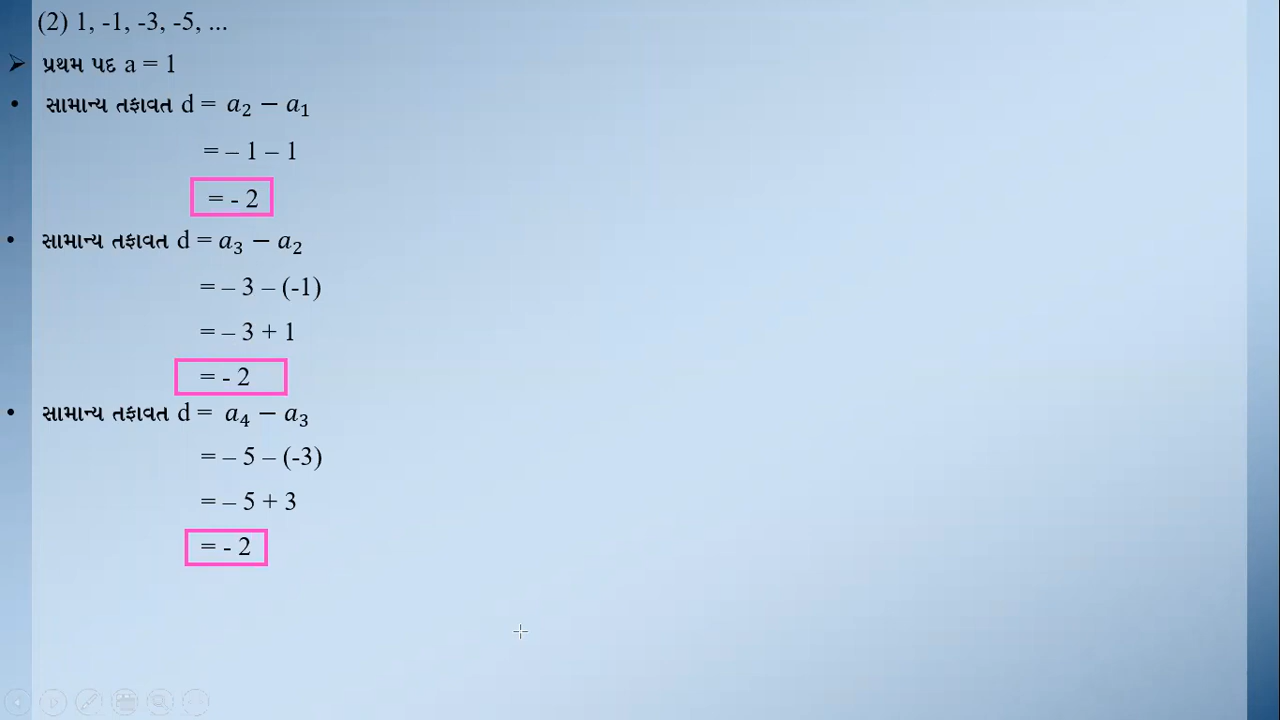 (2) 1, -1, -3, -5, ...
➢ પ્રથમ પદ a = 1
• સામાન્ય તફાવત d = a₂ − a₁
= – 1 – 1
= - 2
• સામાન્ય તફાવત d = a₃ − a₂
= – 3 – (-1)
= – 3 + 1
= - 2
• સામાન્ય તફાવત d = a₄ − a₃
= – 5 – (-3)
= – 5 + 3
= - 2